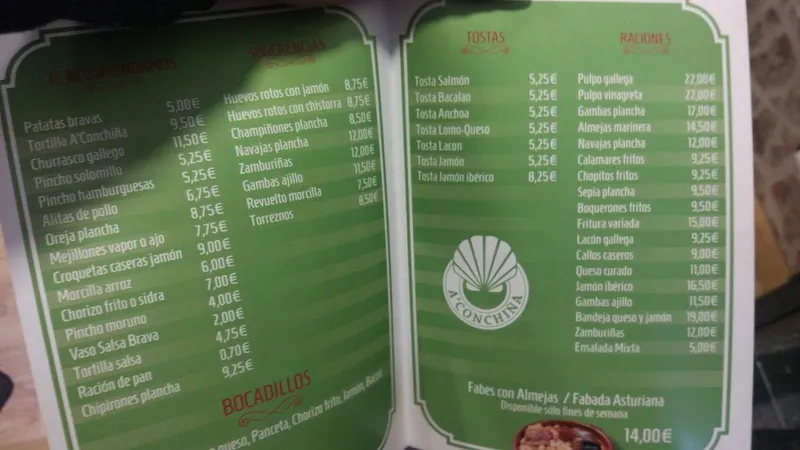 TE RECOMENDAMOS
Patatas bravas 5,00€
Tortilla A'Conchiña 9,50€
Churrasco gallego 11,50€
Pincho solomillo 5,25€
Pincho hamburguesas 5,25€
Alitas de pollo 6,75€
Oreja plancha 8,75€
Mejillones vapor o ajo 7,75€
Croquetas caseras jamón 9,00€
Morcilla arroz 6,00€
Chorizo frito o sidra 7,00€
Pincho moruno 4,00€
Vaso Salsa Brava 2,00€
Tortilla salsa 4,75€
Ración de pan 0,70€
Chipirones plancha 9,25€
SUGERENCIAS
Huevos rotos con jamón 8,75€
Huevos rotos con chistorra 8,75€
Champiñones plancha 8,50€
Navajas plancha 12,00€
Zamburiñas 12,00€
Gambas ajillo 11,50€
Revuelto morcilla 7,50€
Torreznos 8,50€
BOCADILLOS
queso, Panceta, Chorizo frito, Jamón, Bacon
TOSTAS
Tosta Salmón 5,25€
Tosta Bacalao 5,25€
Tosta Anchoa 5,25€
Tosta Lomo-Queso 5,25€
Tosta Lacon 5,25€
Tosta Jamón 5,25€
Tosta Jamón ibérico 8,25€
A'CONCHIÑA
RACIONES
Pulpo gallega 22,00€
Pulpo vinagreta 22,00€
Gambas plancha 17,00€
Almejas marinera 14,50€
Navajas plancha 12,00€
Calamares fritos 9,25€
Chopitos fritos 9,25€
Sepia plancha 9,50€
Boquerones fritos 9,50€
Fritura variada 15,00€
Lacón gallega 9,25€
Callos caseros 9,00€
Queso curado 11,00€
Jamón ibérico 16,50€
Gambas ajillo 11,50€
Bandeja queso y jamón 19,00€
Zamburiñas 12,00€
Ensalada Mixta 5,00€
Fabes con Almejas / Fabada Asturiana
Disponible sólo fines de semana
14,00€